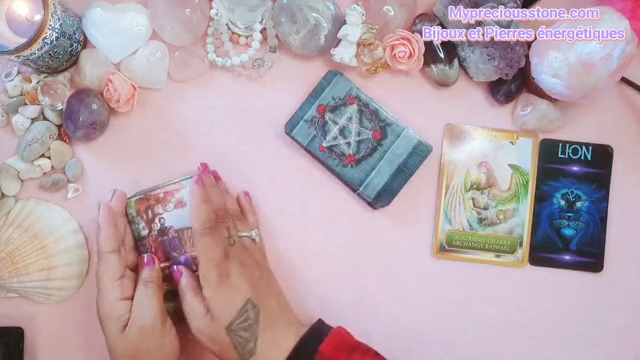 Mypreciousstone.com
Bijoux et Pierres énergétiques
LION
QUATRIÈME CHAKRA
ARCHANGE RAPHAËL